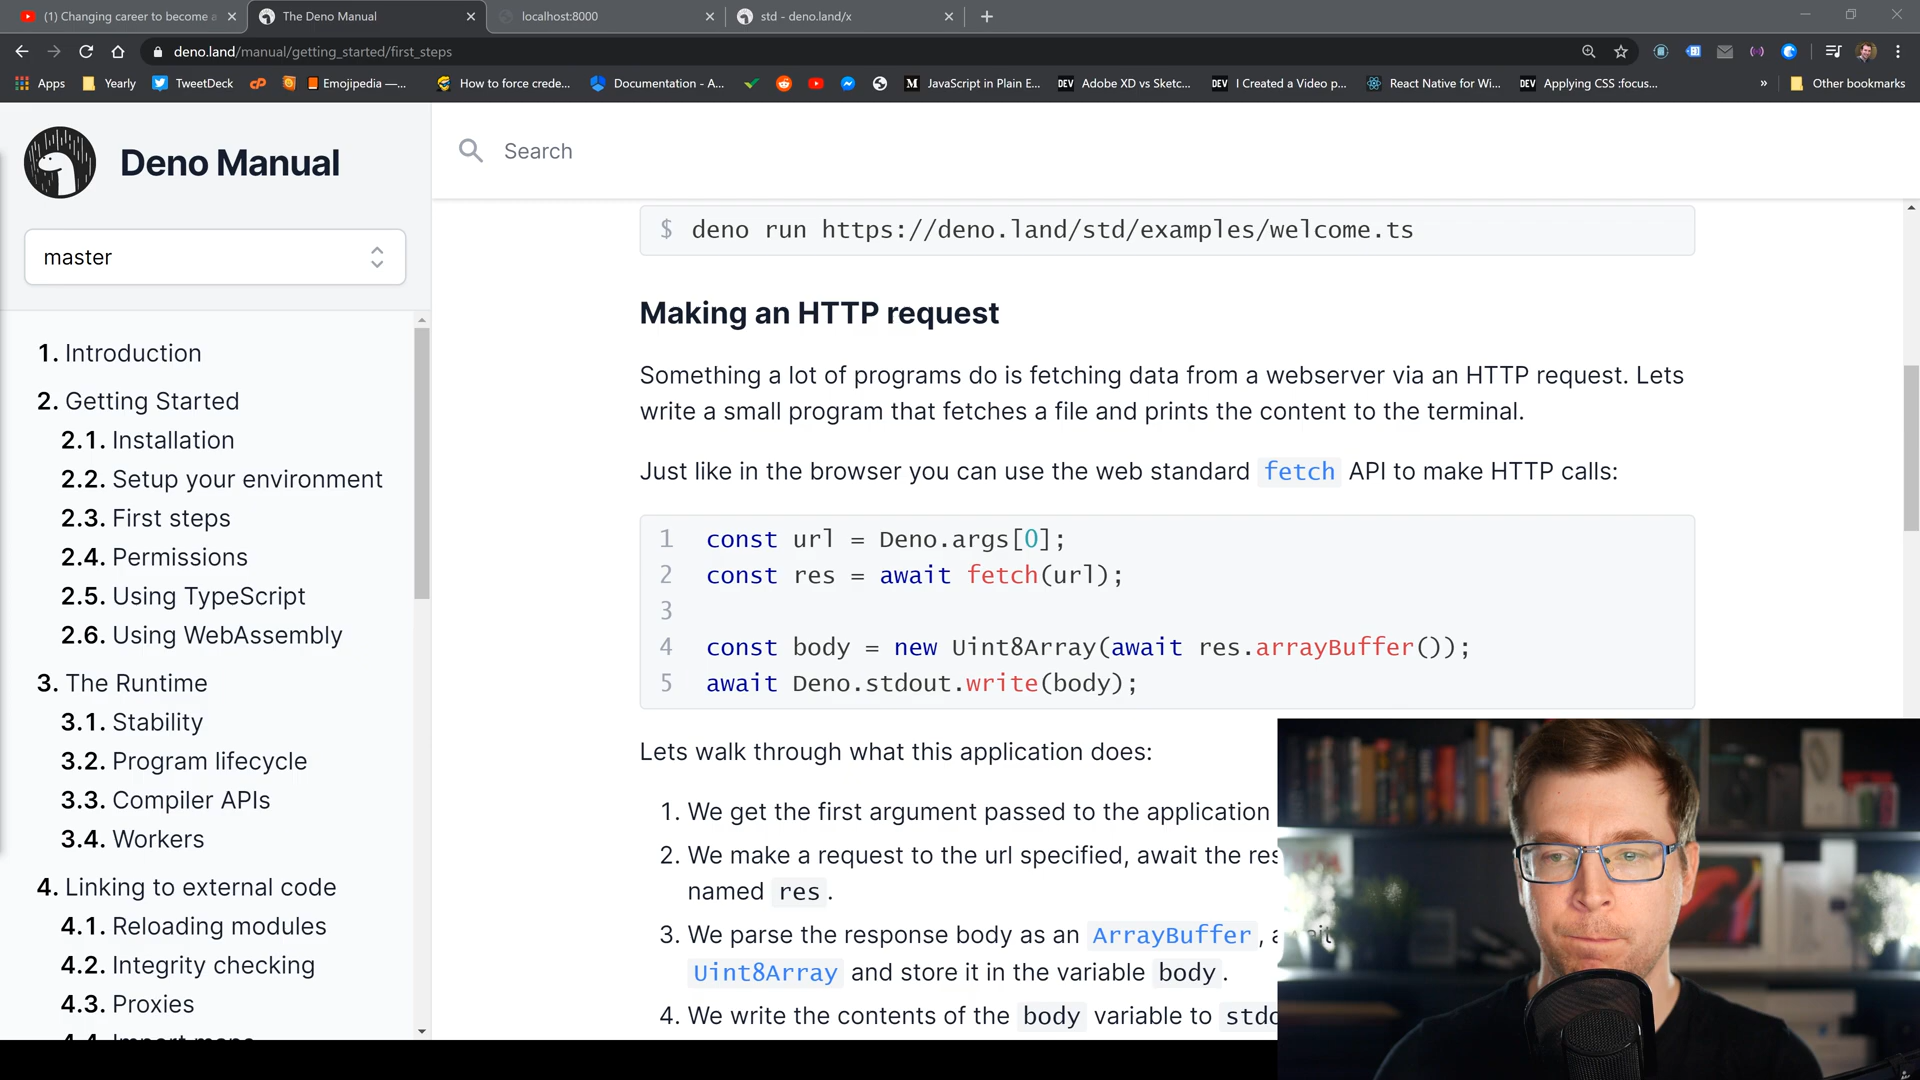 (1) Changing career to become a
The Deno Manual
localhost:8000
std - deno.land/x
deno.land/manual/getting_started/first_steps
Apps
Yearly
TweetDeck
Emojipedia —...
How to force crede...
Documentation - A...
JavaScript in Plain E...
Adobe XD vs Sketc...
I Created a Video p...
React Native for Wi...
Applying CSS :focus...
»
Other bookmarks
Deno Manual
master
1. Introduction
2. Getting Started
2.1. Installation
2.2. Setup your environment
2.3. First steps
2.4. Permissions
2.5. Using TypeScript
2.6. Using WebAssembly
3. The Runtime
3.1. Stability
3.2. Program lifecycle
3.3. Compiler APIs
3.4. Workers
4. Linking to external code
4.1. Reloading modules
4.2. Integrity checking
4.3. Proxies
4.4. Import maps
Search
$ deno run https://deno.land/std/examples/welcome.ts
Making an HTTP request
Something a lot of programs do is fetching data from a webserver via an HTTP request. Lets
write a small program that fetches a file and prints the content to the terminal.
Just like in the browser you can use the web standard fetch API to make HTTP calls:
1 const url = Deno.args[0];
2 const res = await fetch(url);
3
4 const body = new Uint8Array(await res.arrayBuffer());
5 await Deno.stdout.write(body);
Lets walk through what this application does:
1. We get the first argument passed to the application
2. We make a request to the url specified, await the res
named res.
3. We parse the response body as an ArrayBuffer, await
Uint8Array and store it in the variable body.
4. We write the contents of the body variable to stdo